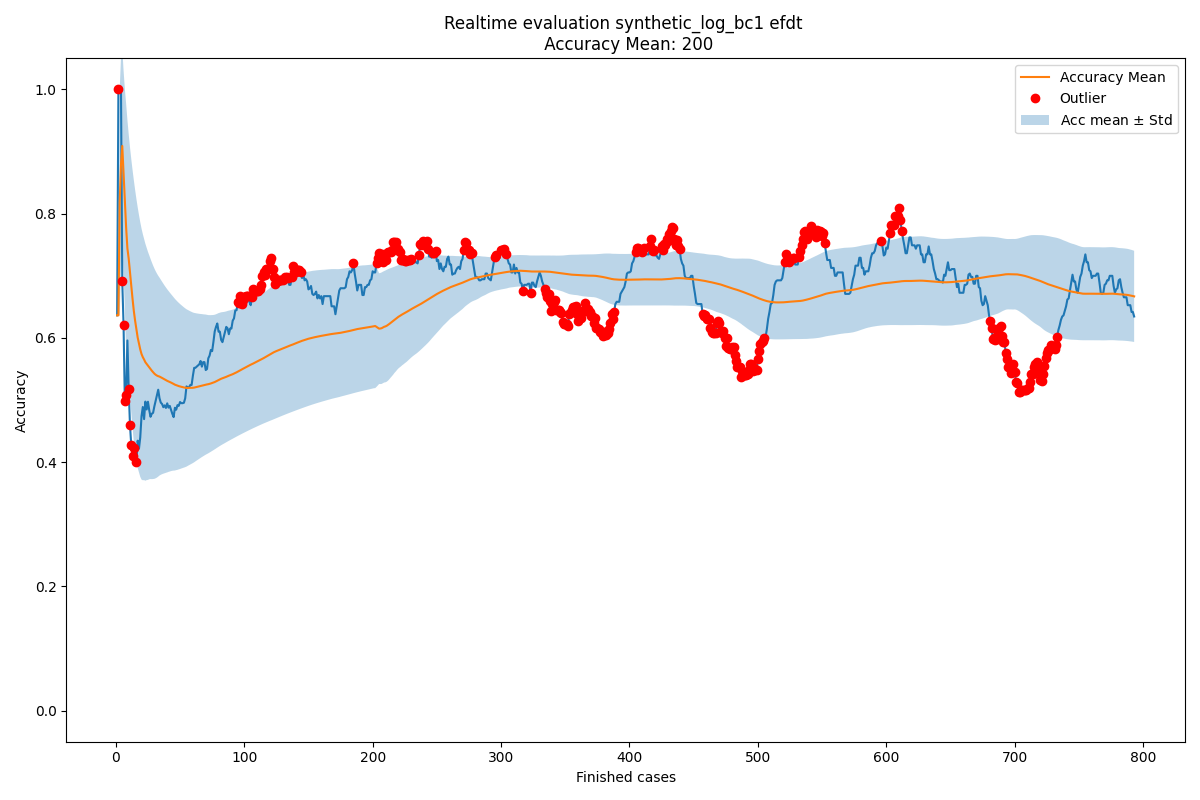 Realtime evaluation synthetic_log_bc1 efdt
Accuracy Mean: 200
Accuracy Mean
Outlier
Acc mean ± Std
Accuracy
1.0
0.8
0.6
0.4
0.2
0.0
0 100 200 300 400 500 600 700 800
Finished cases